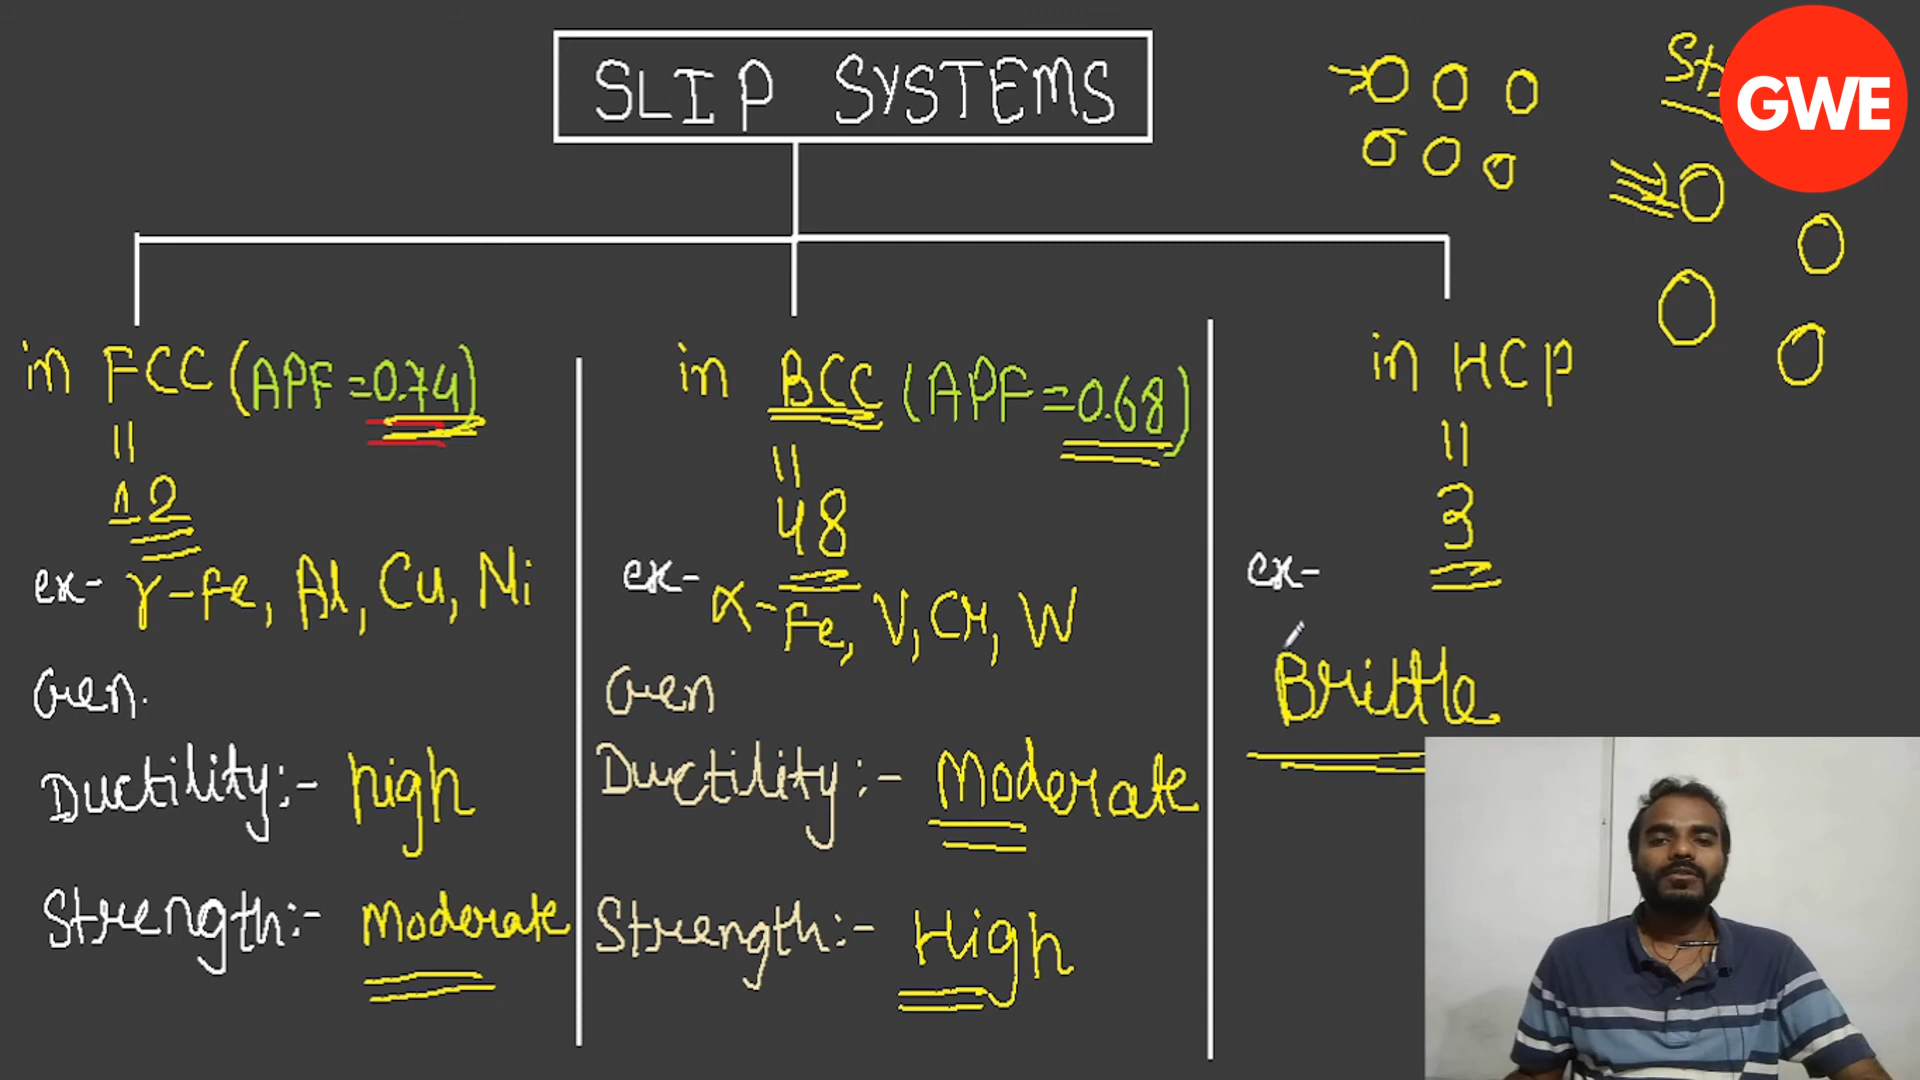 SLIP SYSTEMS
GWE
in FCC (APF = 0.74)
12
ex- γ-Fe, Al, Cu, Ni
Gen.
Ductility:- high
Strength:- Moderate
in BCC (APF = 0.68)
48
ex- α-Fe, V, Cr, W
Gen
Ductility:- Moderate
Strength:- High
in HCP
3
ex-
Brittle